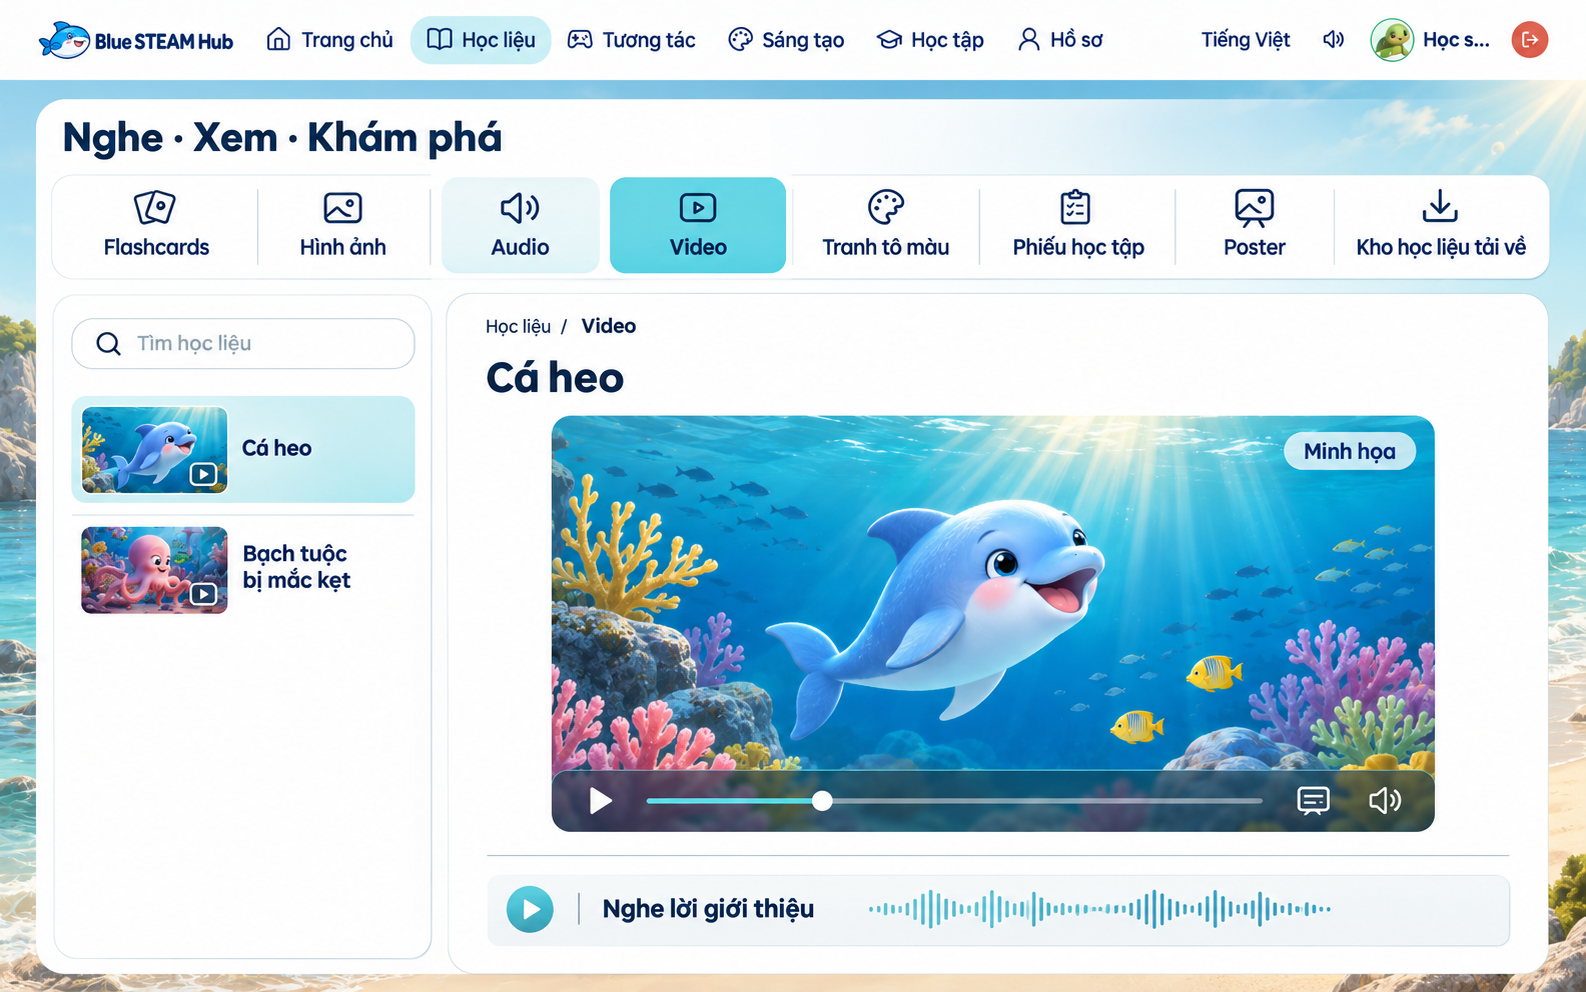 Blue STEAM Hub
Trang chủ
Học liệu
Tương tác
Sáng tạo
Học tập
Hồ sơ
Tiếng Việt
Học s...
Nghe · Xem · Khám phá
Flashcards
Hình ảnh
Audio
Video
Tranh tô màu
Phiếu học tập
Poster
Kho học liệu tải về
Tìm học liệu
Cá heo
Bạch tuộc
bị mắc kẹt
Học liệu / Video
Cá heo
Minh họa
Nghe lời giới thiệu